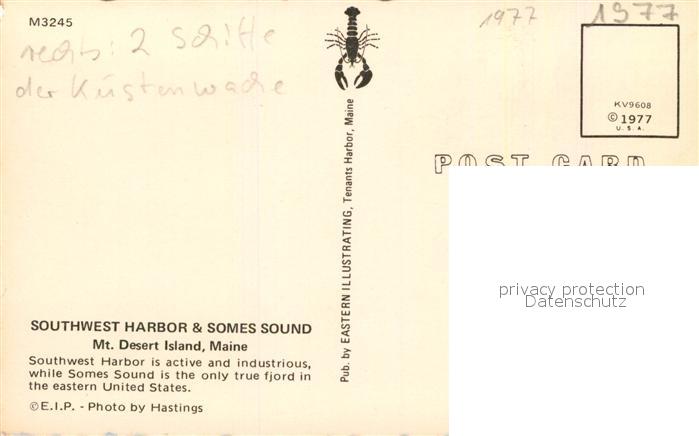 M3245
1977
1977
rechts: 2 Schiffe
der Küstenwache
KV9608
© 1977
U.S.A.
POST CARD
Pub. by EASTERN ILLUSTRATING, Tenants Harbor, Maine
privacy protection
Datenschutz
SOUTHWEST HARBOR & SOMES SOUND
Mt. Desert Island, Maine
Southwest Harbor is active and industrious,
while Somes Sound is the only true fjord in
the eastern United States.
©E.I.P. - Photo by Hastings